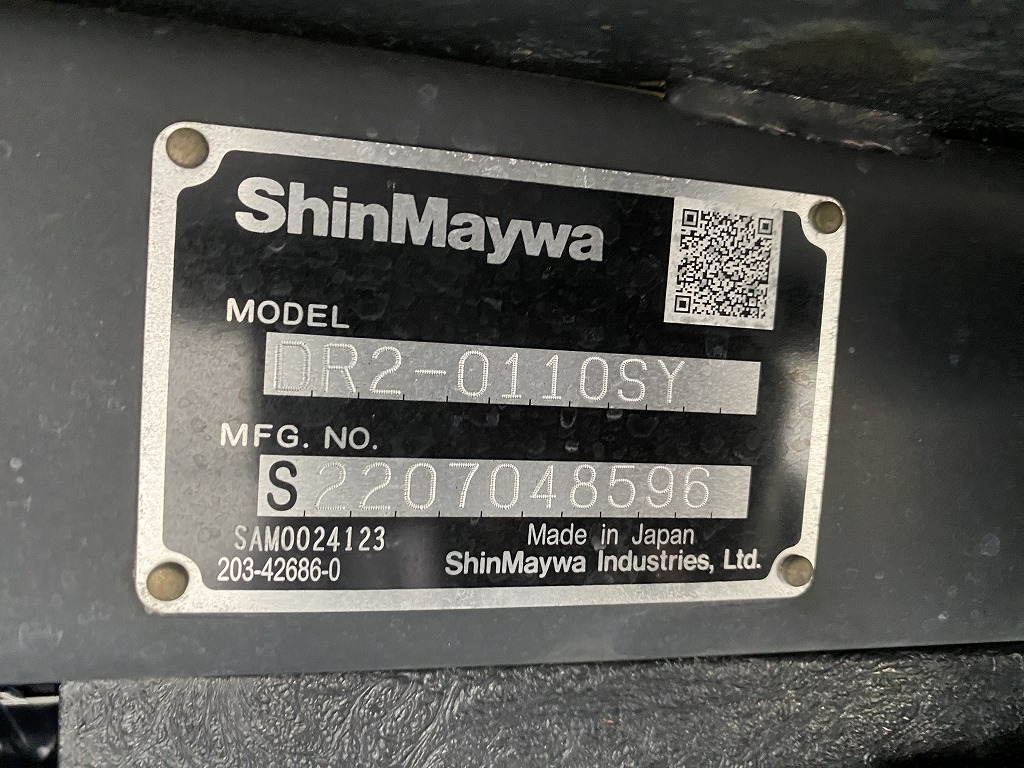 ShinMaywa
MODEL
DR2-0110SY
MFG. NO.
S2207048596
SAM0024123
Made in Japan
203-42686-0
ShinMaywa Industries, Ltd.